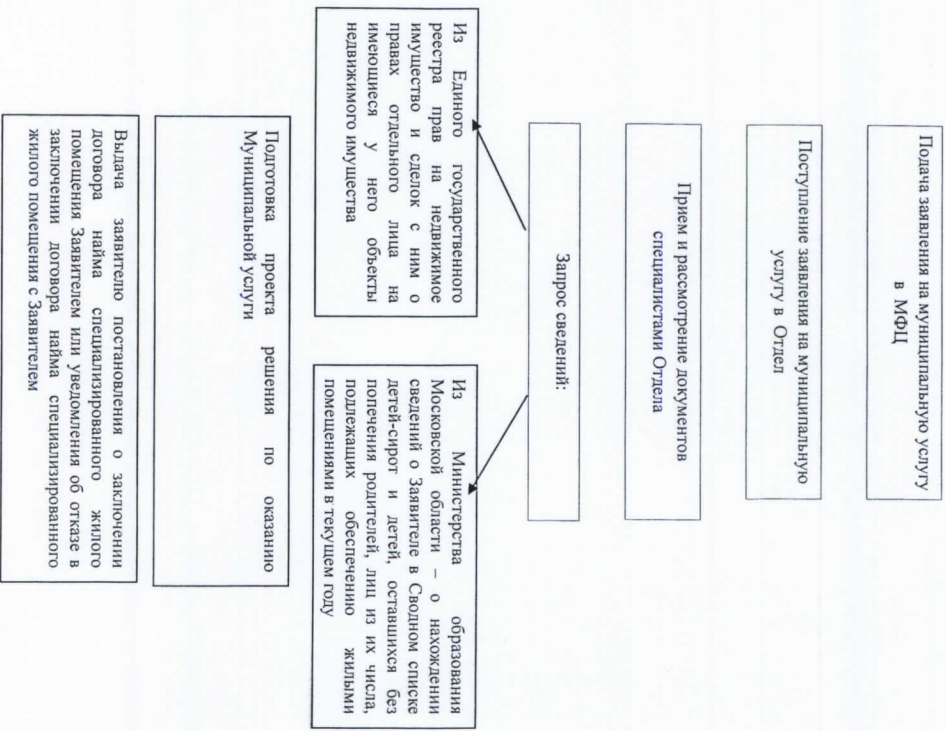 Подача заявления на муниципальную услугу
в МФЦ
Поступление заявления на муниципальную
услугу в Отдел
Прием и рассмотрение документов
специалистами Отдела
Запрос сведений:
Из Единого государственного
реестра прав на недвижимое
имущество и сделок с ним о
правах отдельного лица на
имеющиеся у него объекты
недвижимого имущества
Из Министерства образования
Московской области – о нахождении
сведений о Заявителе в Сводном списке
детей-сирот и детей, оставшихся без
попечения родителей, лиц из их числа,
подлежащих обеспечению жилыми
помещениями в текущем году
Подготовка проекта решения по оказанию
Муниципальной услуги
Выдача заявителю постановления о заключении
договора найма специализированного жилого
помещения Заявителем или уведомления об отказе в
заключении договора найма специализированного
жилого помещения с Заявителем